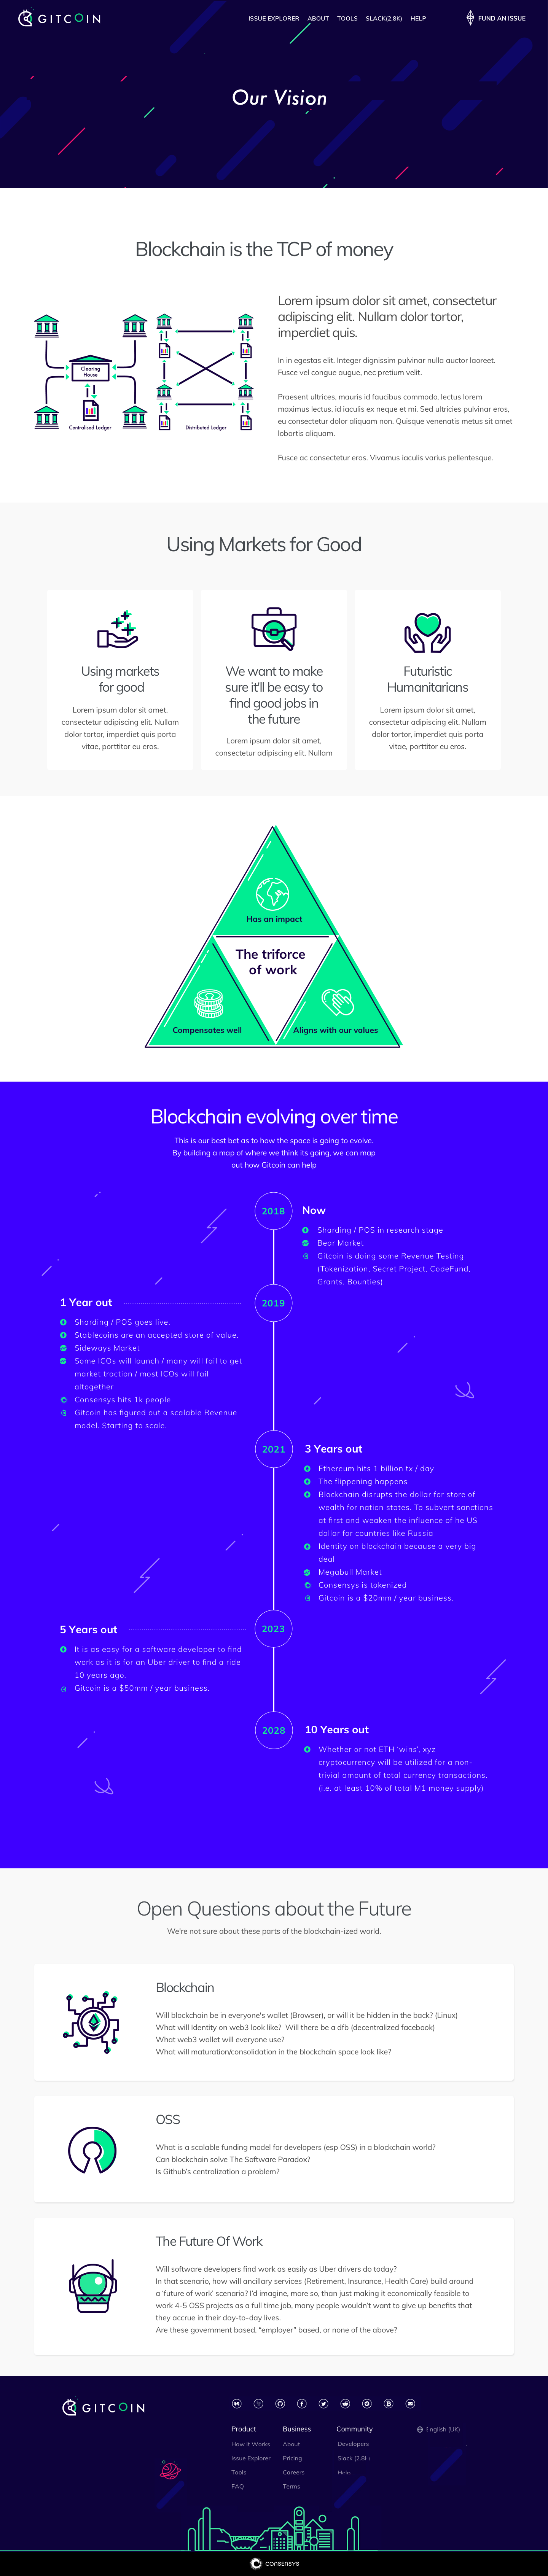 GITCOIN
ISSUE EXPLORER ABOUT TOOLS SLACK(2.8K) HELP FUND AN ISSUE
Our Vision
Blockchain is the TCP of money
Clearing
House
Centralised Ledger
Distributed Ledger
Lorem ipsum dolor sit amet, consectetur
adipiscing elit. Nullam dolor tortor,
imperdiet quis.
In in egestas elit. Integer dignissim pulvinar nulla auctor laoreet.
Fusce vel congue augue, nec pretium velit.
Praesent ultrices, mauris id faucibus commodo, lectus lorem
maximus lectus, id iaculis ex neque et mi. Sed ultricies pulvinar eros,
eu consectetur dolor aliquam non. Quisque venenatis metus sit amet
lobortis aliquam.
Fusce ac consectetur eros. Vivamus iaculis varius pellentesque.
Using Markets for Good
Using markets
for good
Lorem ipsum dolor sit amet,
consectetur adipiscing elit. Nullam
dolor tortor, imperdiet quis porta
vitae, porttitor eu eros.
We want to make
sure it'll be easy to
find good jobs in
the future
Lorem ipsum dolor sit amet,
consectetur adipiscing elit. Nullam
Futuristic
Humanitarians
Lorem ipsum dolor sit amet,
consectetur adipiscing elit. Nullam
dolor tortor, imperdiet quis porta
vitae, porttitor eu eros.
Has an impact
The triforce
of work
Compensates well
Aligns with our values
Blockchain evolving over time
This is our best bet as to how the space is going to evolve.
By building a map of where we think its going, we can map
out how Gitcoin can help
2018
Now
Sharding / POS in research stage
Bear Market
Gitcoin is doing some Revenue Testing
(Tokenization, Secret Project, CodeFund,
Grants, Bounties)
1 Year out
2019
Sharding / POS goes live.
Stablecoins are an accepted store of value.
Sideways Market
Some ICOs will launch / many will fail to get
market traction / most ICOs will fail
altogether
Consensys hits 1k people
Gitcoin has figured out a scalable Revenue
model. Starting to scale.
2021
3 Years out
Ethereum hits 1 billion tx / day
The flippening happens
Blockchain disrupts the dollar for store of
wealth for nation states. To subvert sanctions
at first and weaken the influence of he US
dollar for countries like Russia
Identity on blockchain because a very big
deal
Megabull Market
Consensys is tokenized
Gitcoin is a $20mm / year business.
5 Years out
2023
It is as easy for a software developer to find
work as it is for an Uber driver to find a ride
10 years ago.
Gitcoin is a $50mm / year business.
2028
10 Years out
Whether or not ETH ‘wins’, xyz
cryptocurrency will be utilized for a non-
trivial amount of total currency transactions.
(i.e. at least 10% of total M1 money supply)
Open Questions about the Future
We're not sure about these parts of the blockchain-ized world.
Blockchain
Will blockchain be in everyone's wallet (Browser), or will it be hidden in the back? (Linux)
What will Identity on web3 look like? Will there be a dfb (decentralized facebook)
What web3 wallet will everyone use?
What will maturation/consolidation in the blockchain space look like?
OSS
What is a scalable funding model for developers (esp OSS) in a blockchain world?
Can blockchain solve The Software Paradox?
Is Github's centralization a problem?
The Future Of Work
Will software developers find work as easily as Uber drivers do today?
In that scenario, how will ancillary services (Retirement, Insurance, Health Care) build around
a ‘future of work’ scenario? I'd imagine, more so, than just making it economically feasible to
work 4-5 OSS projects as a full time job, many people wouldn't want to give up benefits that
they accrue in their day-to-day lives.
Are these government based, “employer” based, or none of the above?
GITCOIN
Product
How it Works
Issue Explorer
Tools
FAQ
Business
About
Pricing
Careers
Terms
Community
Developers
Slack (2.8k
Help
English (UK)
CONSENSYS